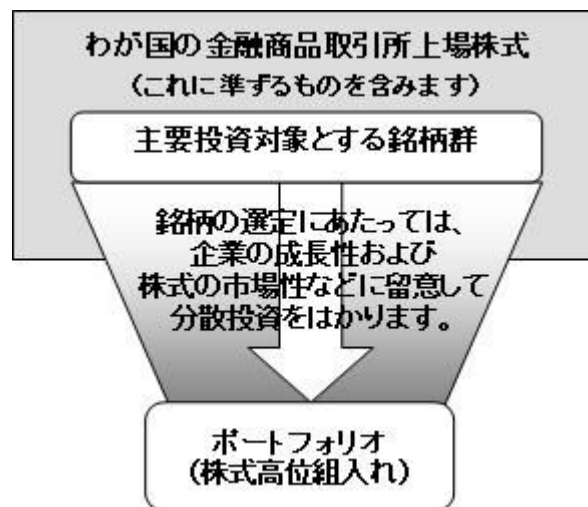 わが国の金融商品取引所上場株式
(これに準ずるものを含みます)
主要投資対象とする銘柄群
銘柄の選定にあたっては、
企業の成長性および
株式の市場性などに留意して
分散投資をはかります。
ポートフォリオ
(株式高位組入れ)